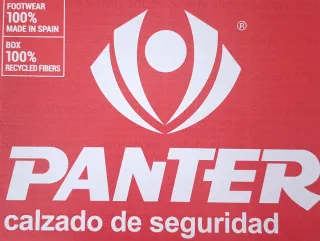 FOOTWEAR
100%
MADE IN SPAIN
BOX
100%
RECYCLED FIBERS
®
PANTER
calzado de seguridad